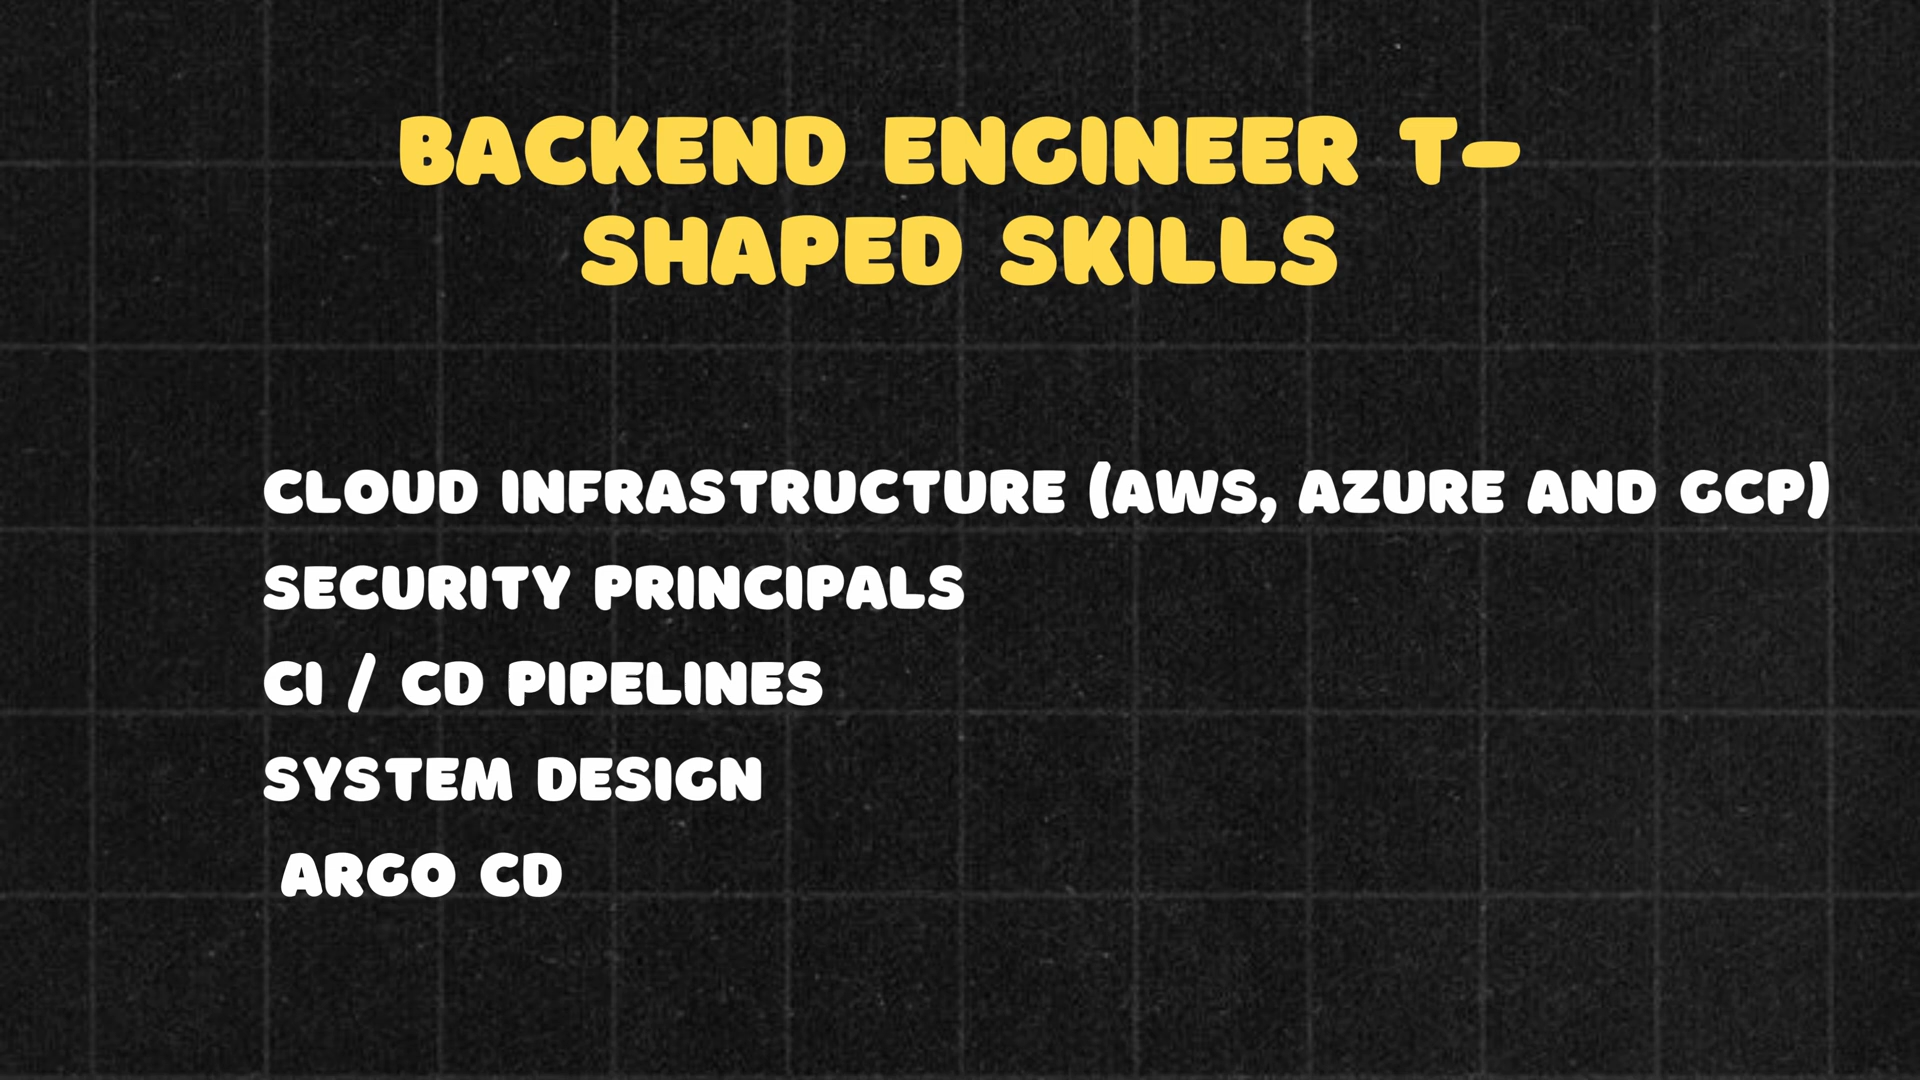 BACKEND ENGINEER T-
SHAPED SKILLS
CLOUD INFRASTRUCTURE (AWS, AZURE AND GCP)
SECURITY PRINCIPALS
CI / CD PIPELINES
SYSTEM DESIGN
ARGO CD